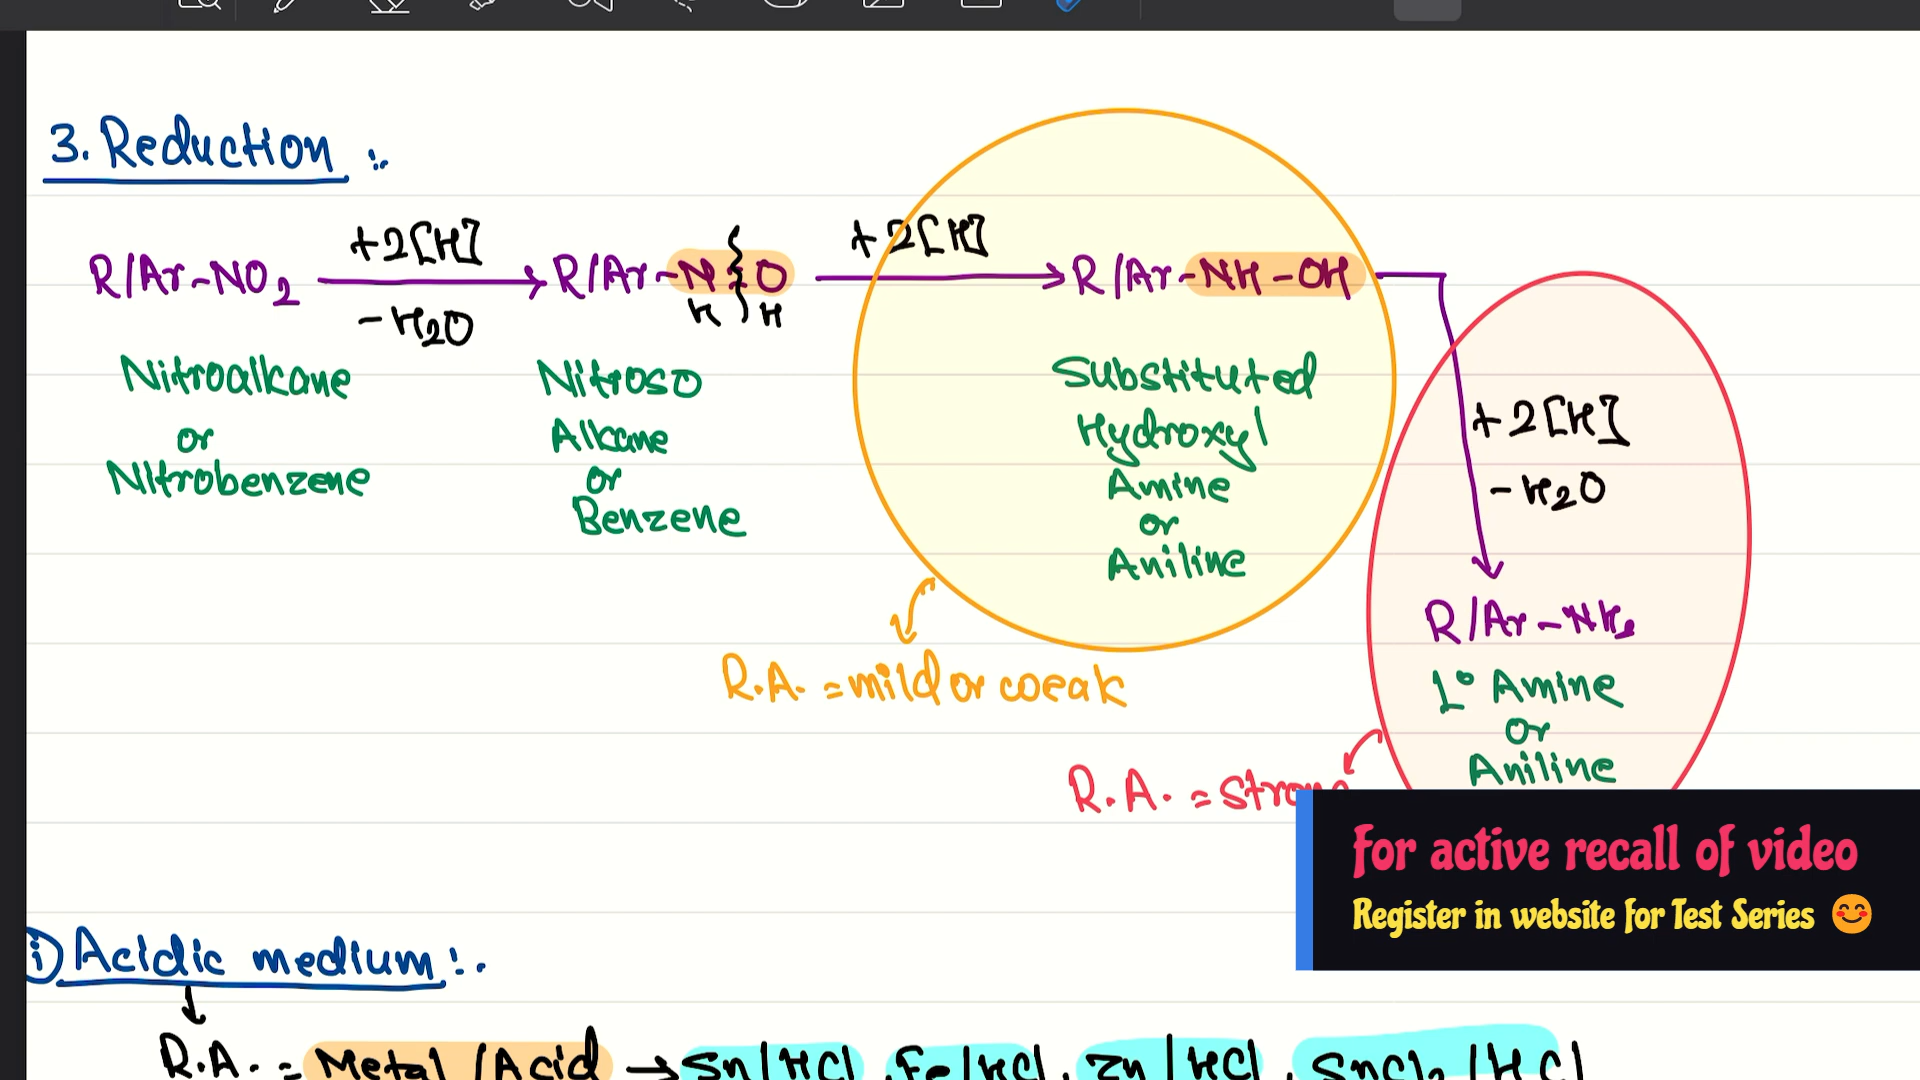 3. Reduction :
+2[H] +2[H]
R/Ar-NO2 → R/Ar-N O → R/Ar-NH-OH
-H2O H H
Nitroalkane Nitroso Substituted
or Alkane Hydroxyl
Nitrobenzene or Amine
Benzene or
Aniline
+2[H]
-H2O
R/Ar-NH2
R.A. = mild or weak
1° Amine
or
Aniline
R.A. = strong
For active recall of video
Register in website for Test Series 😊
i) Acidic medium :.
R.A. = Metal/Acid → Sn/HCl, Fe/HCl, Zn/HCl, SnCl2/HCl